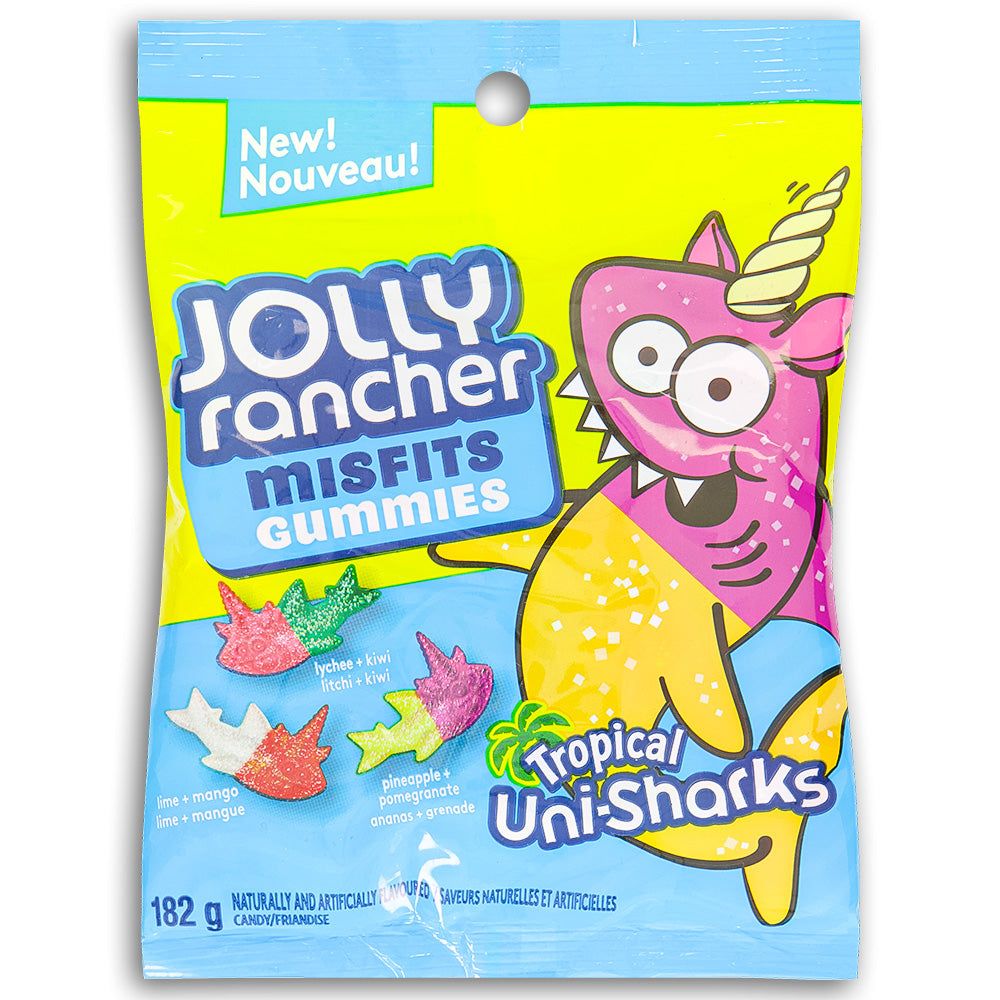 New!
Nouveau!
JOLLY
rancher
MISFITS
GUMMIES
lychee + kiwi
litchi + kiwi
lime + mango
lime + mangue
pineapple +
pomegranate
ananas + grenade
Tropical
Uni-Sharks
182 g
NATURALLY AND ARTIFICIALLY FLAVOURED / SAVEURS NATURELLES ET ARTIFICIELLES
CANDY/FRIANDISE